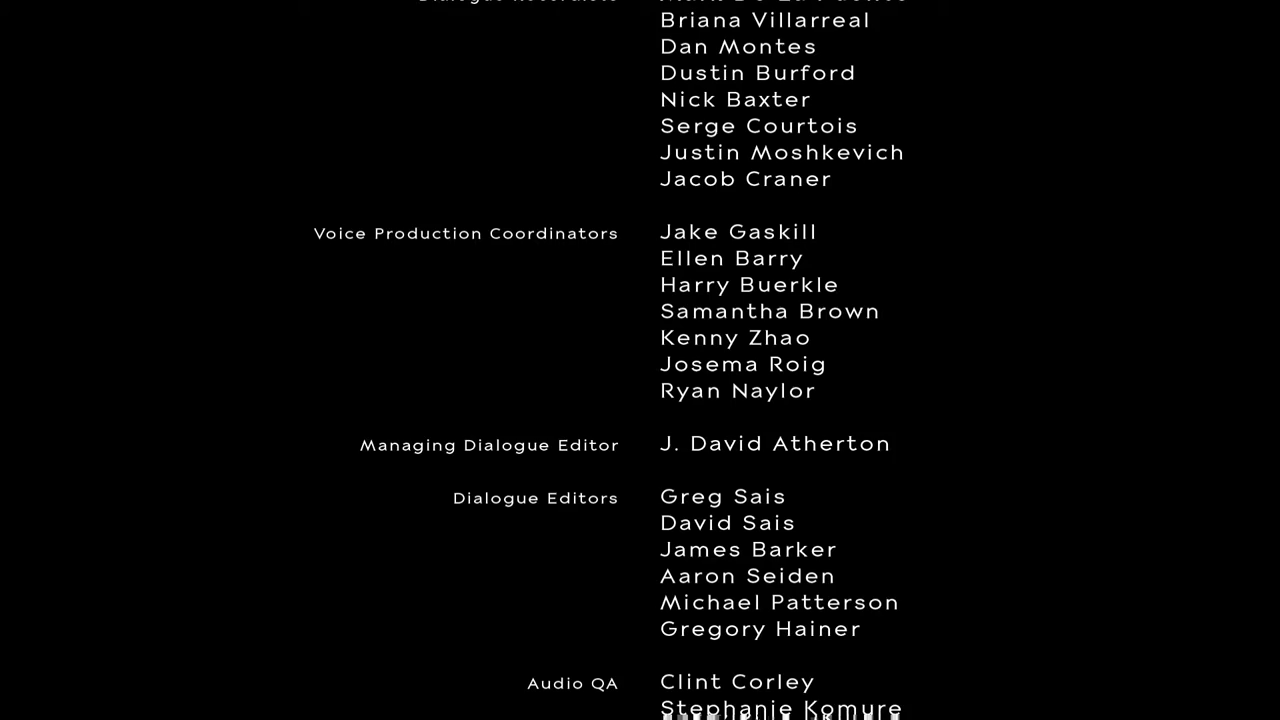 Briana Villarreal
Dan Montes
Dustin Burford
Nick Baxter
Serge Courtois
Justin Moshkevich
Jacob Craner
Voice Production Coordinators Jake Gaskill
Ellen Barry
Harry Buerkle
Samantha Brown
Kenny Zhao
Josema Roig
Ryan Naylor
Managing Dialogue Editor J. David Atherton
Dialogue Editors Greg Sais
David Sais
James Barker
Aaron Seiden
Michael Patterson
Gregory Hainer
Audio QA Clint Corley
Stephanie Komure